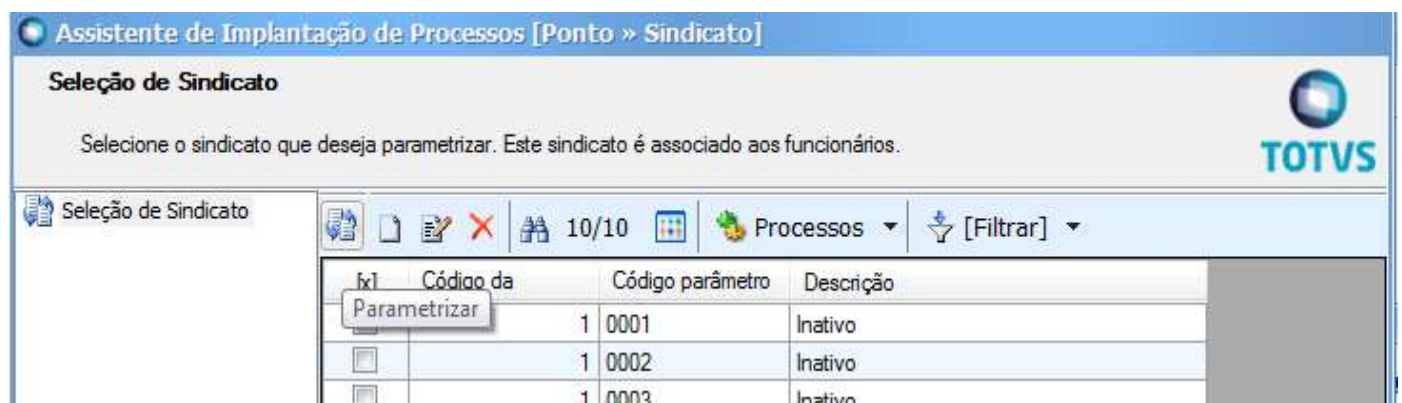 Assistente de Implantação de Processos [Ponto » Sindicato]
Seleção de Sindicato
Selecione o sindicato que deseja parametrizar. Este sindicato é associado aos funcionários.
TOTVS
Seleção de Sindicato
10/10 Processos [Filtrar]
[x] Código da Código parâmetro Descrição
Parametrizar
1 0001 Inativo
1 0002 Inativo
1 0003 Inativo